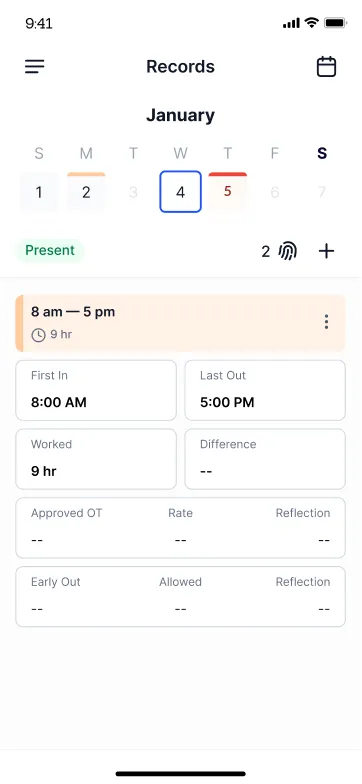 9:41
Records
January
S M T W T F S
1 2 3 4 5 6 7
Present 2
8 am — 5 pm
9 hr
First In Last Out
8:00 AM 5:00 PM
Worked Difference
9 hr --
Approved OT Rate Reflection
-- -- --
Early Out Allowed Reflection
-- -- --